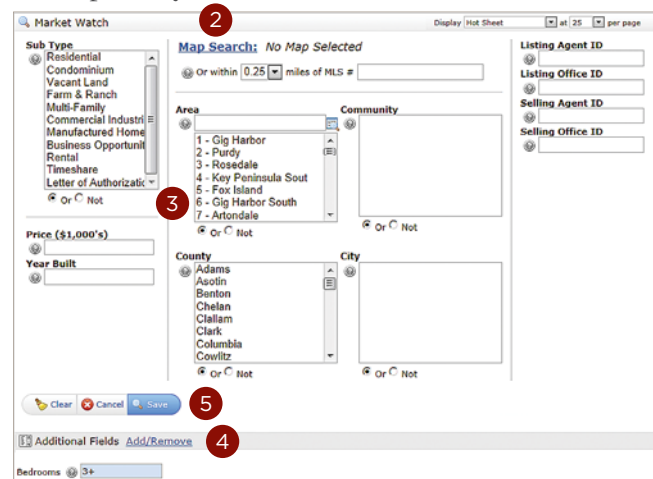 Market Watch
2
Display Hot Sheet at 25 per page
Sub Type
Residential
Condominium
Vacant Land
Farm & Ranch
Multi-Family
Commercial Industri
Manufactured Home
Business Opportunit
Rental
Timeshare
Letter of Authorizatic
Or Not
Price ($1,000's)
Year Built
Map Search: No Map Selected
Or within 0.25 miles of MLS #
Area
1 - Gig Harbor
2 - Purdy
3 - Rosedale
4 - Key Peninsula Sout
5 - Fox Island
6 - Gig Harbor South
7 - Artondale
Or Not
3
Community
Or Not
County
Adams
Asotin
Benton
Chelan
Clallam
Clark
Columbia
Cowlitz
Or Not
City
Or Not
Listing Agent ID
Listing Office ID
Selling Agent ID
Selling Office ID
Clear Cancel Save
5
Additional Fields Add/Remove
4
Bedrooms 3+